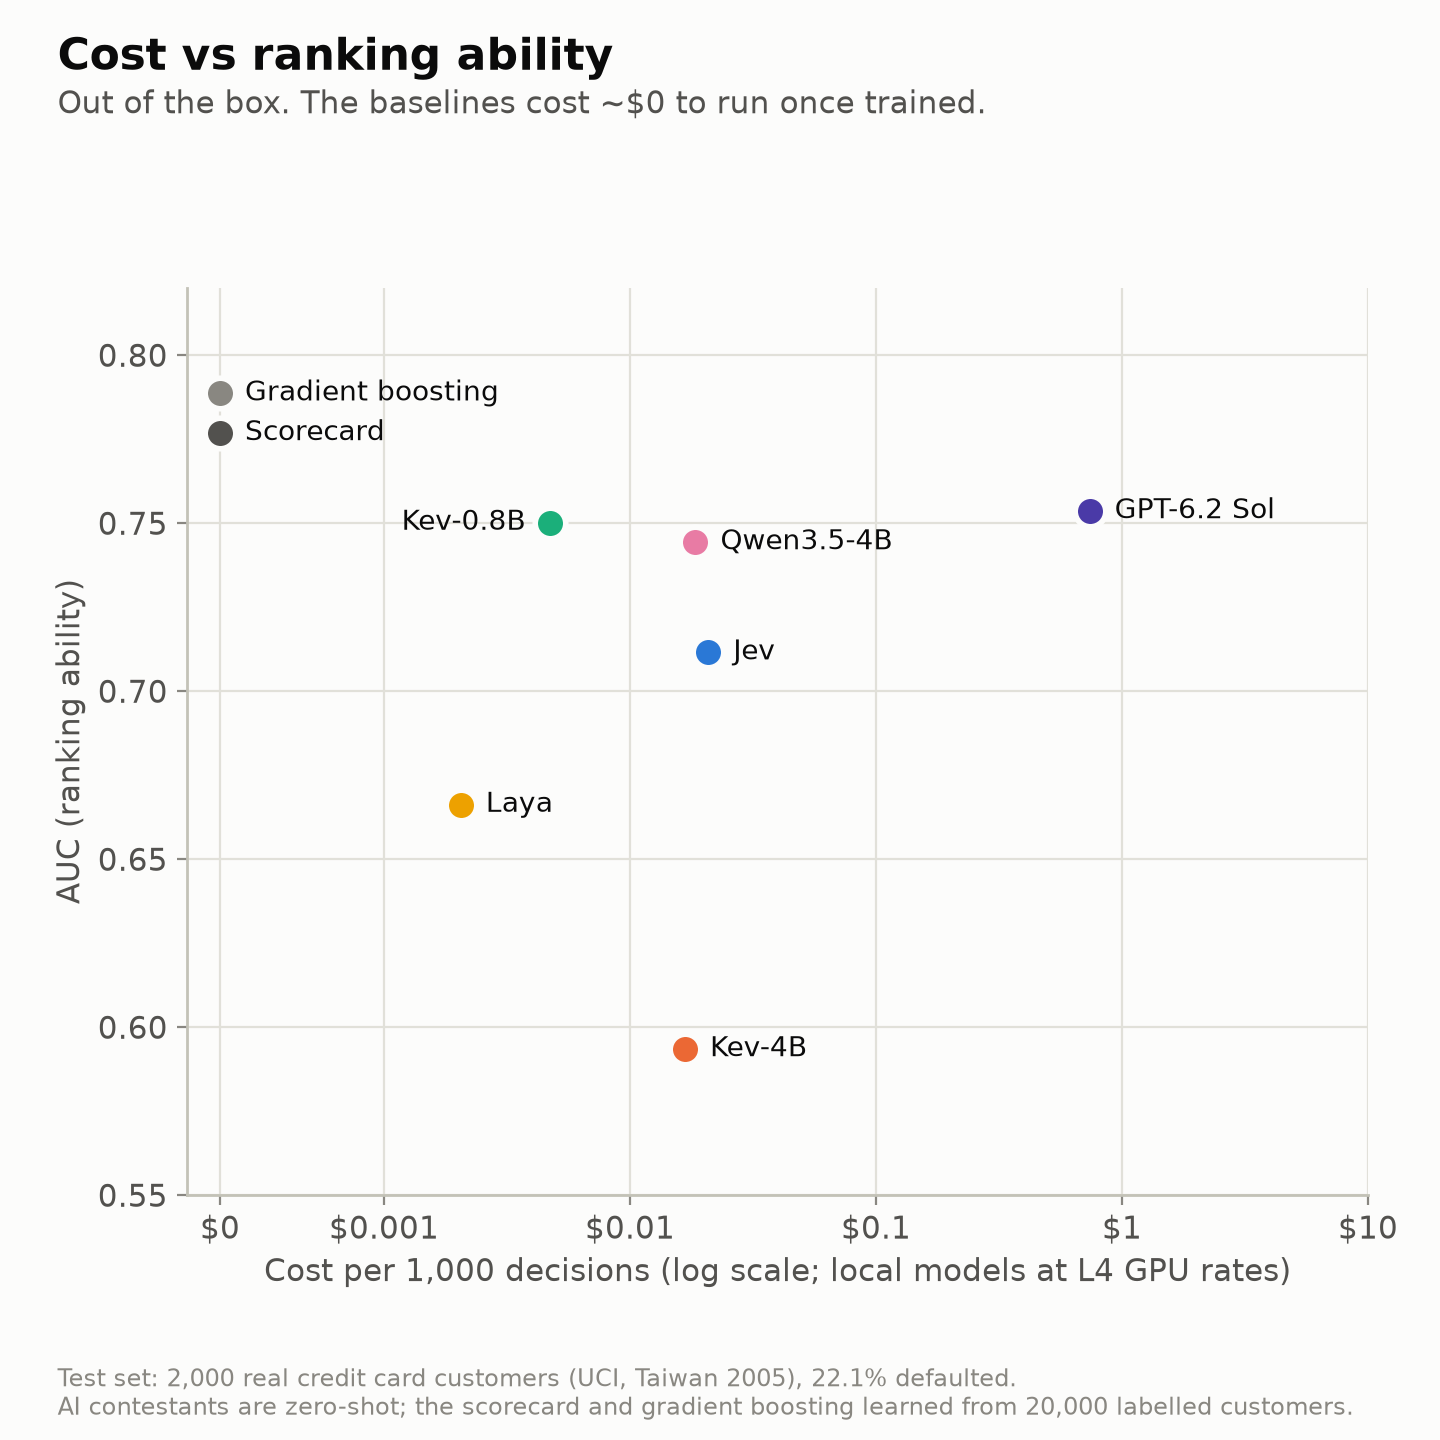 Cost vs ranking ability
Out of the box. The baselines cost ~$0 to run once trained.
0.80
Gradient boosting
Scorecard
0.75
Kev-0.8B
GPT-6.2 Sol
Qwen3.5-4B
Jev
0.70
Laya
0.65
0.60
Kev-4B
0.55
AUC (ranking ability)
$0 $0.001 $0.01 $0.1 $1 $10
Cost per 1,000 decisions (log scale; local models at L4 GPU rates)
Test set: 2,000 real credit card customers (UCI, Taiwan 2005), 22.1% defaulted.
AI contestants are zero-shot; the scorecard and gradient boosting learned from 20,000 labelled customers.